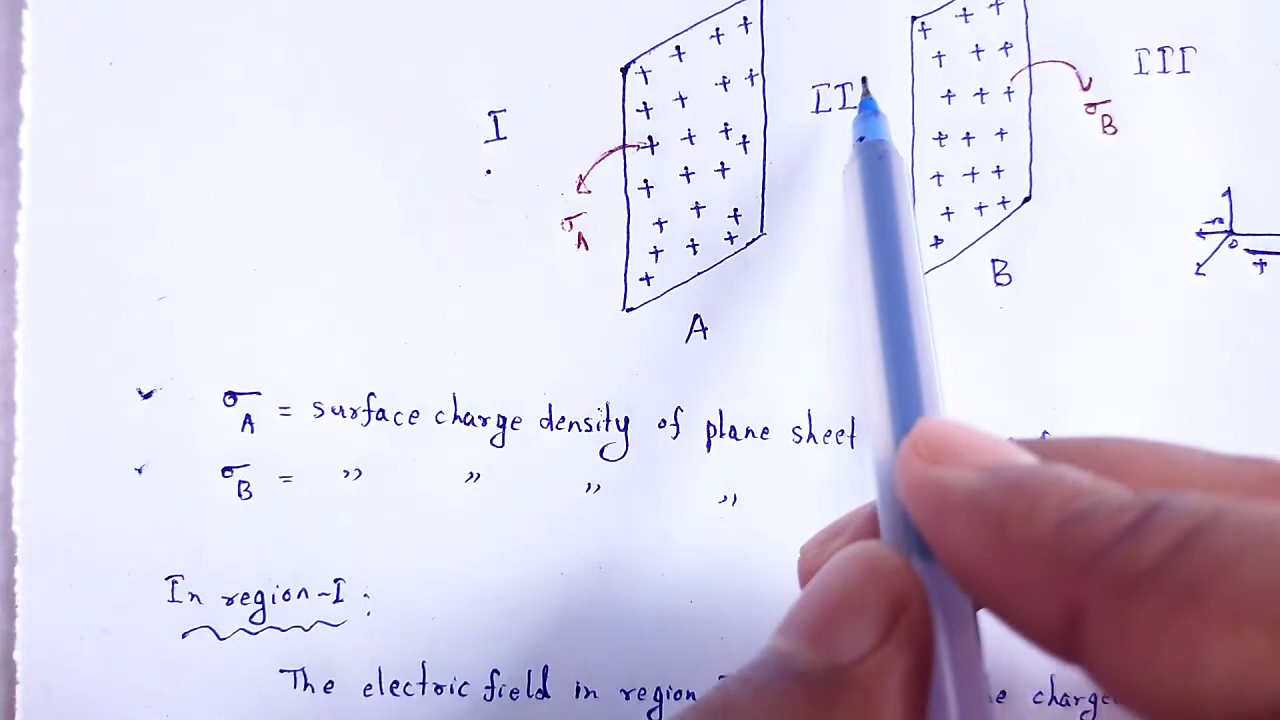 I II III
σA σB
-x 0 +
A B
σA = surface charge density of plane sheet
σB = ,, ,, ,, ,,
In region-I :
The electric field in region